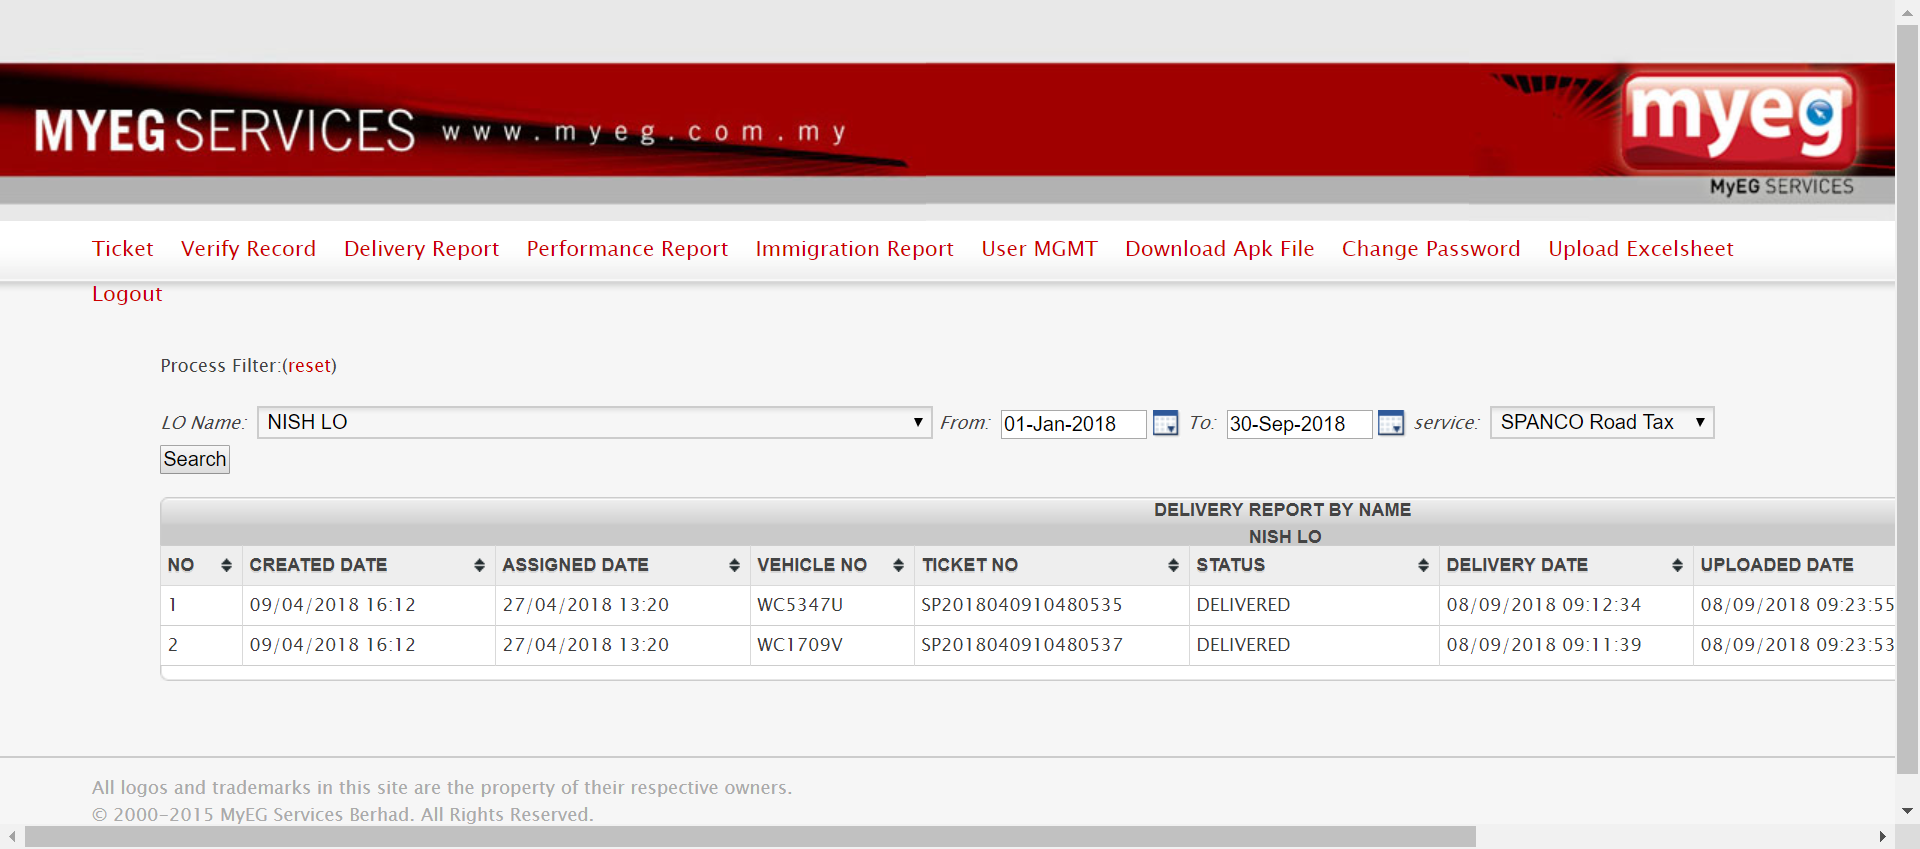 MYEG SERVICES www.myeg.com.my
myeg
MyEG SERVICES
Ticket Verify Record Delivery Report Performance Report Immigration Report User MGMT Download Apk File Change Password Upload Excelsheet
Logout
Process Filter:(reset)
LO Name: NISH LO From: 01-Jan-2018 To: 30-Sep-2018 service: SPANCO Road Tax
Search
DELIVERY REPORT BY NAME
NISH LO
NO CREATED DATE ASSIGNED DATE VEHICLE NO TICKET NO STATUS DELIVERY DATE UPLOADED DATE
1 09/04/2018 16:12 27/04/2018 13:20 WC5347U SP2018040910480535 DELIVERED 08/09/2018 09:12:34 08/09/2018 09:23:55
2 09/04/2018 16:12 27/04/2018 13:20 WC1709V SP2018040910480537 DELIVERED 08/09/2018 09:11:39 08/09/2018 09:23:53
All logos and trademarks in this site are the property of their respective owners.
© 2000-2015 MyEG Services Berhad. All Rights Reserved.